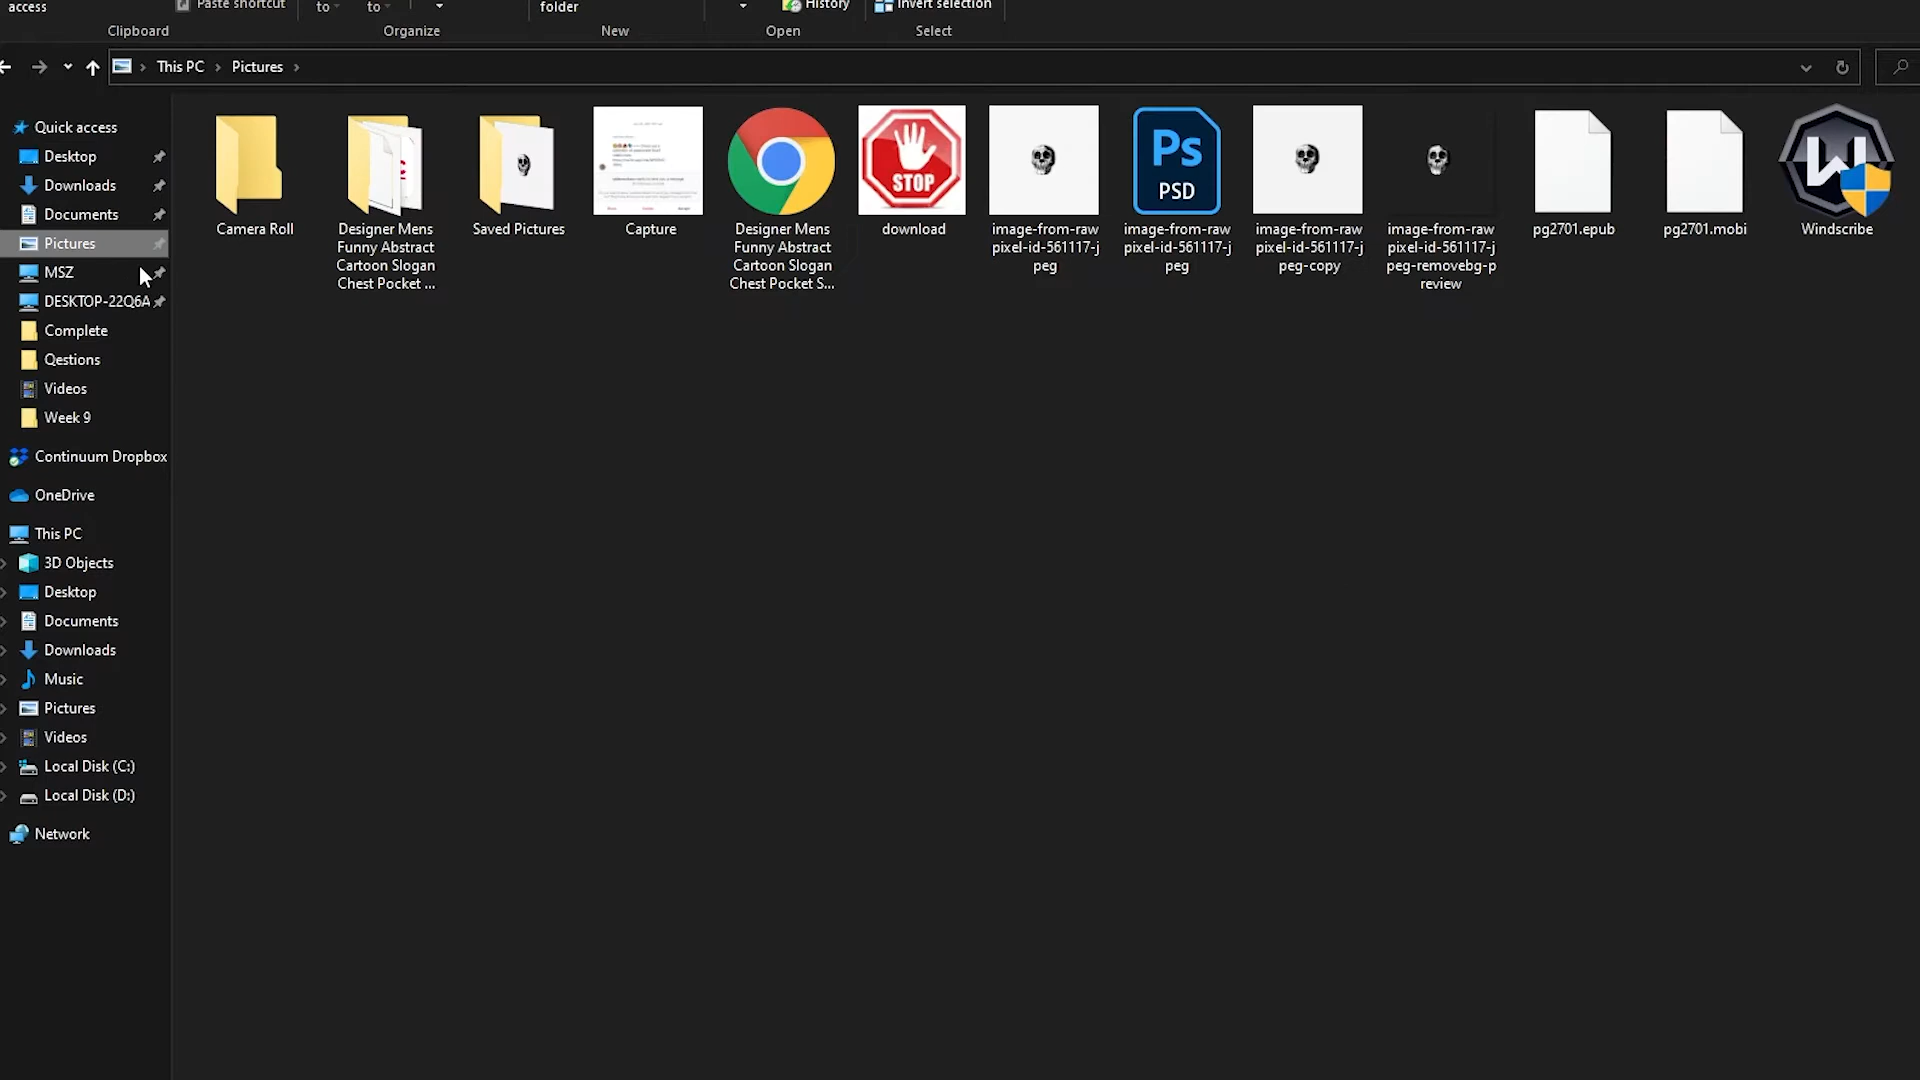 access
Paste shortcut
to
to
folder
History
Invert selection
Clipboard
Organize
New
Open
Select
This PC
Pictures
Quick access
Desktop
Downloads
Documents
Pictures
MSZ
DESKTOP-22Q6A
Complete
Qestions
Videos
Week 9
Continuum Dropbox
OneDrive
This PC
3D Objects
Desktop
Documents
Downloads
Music
Pictures
Videos
Local Disk (C:)
Local Disk (D:)
Network
Camera Roll
Designer Mens
Funny Abstract
Cartoon Slogan
Chest Pocket ...
Saved Pictures
Capture
Designer Mens
Funny Abstract
Cartoon Slogan
Chest Pocket S...
STOP
download
image-from-raw
pixel-id-561117-j
peg
Ps
PSD
image-from-raw
pixel-id-561117-j
peg
image-from-raw
pixel-id-561117-j
peg-copy
image-from-raw
pixel-id-561117-j
peg-removebg-p
review
pg2701.epub
pg2701.mobi
W
Windscribe